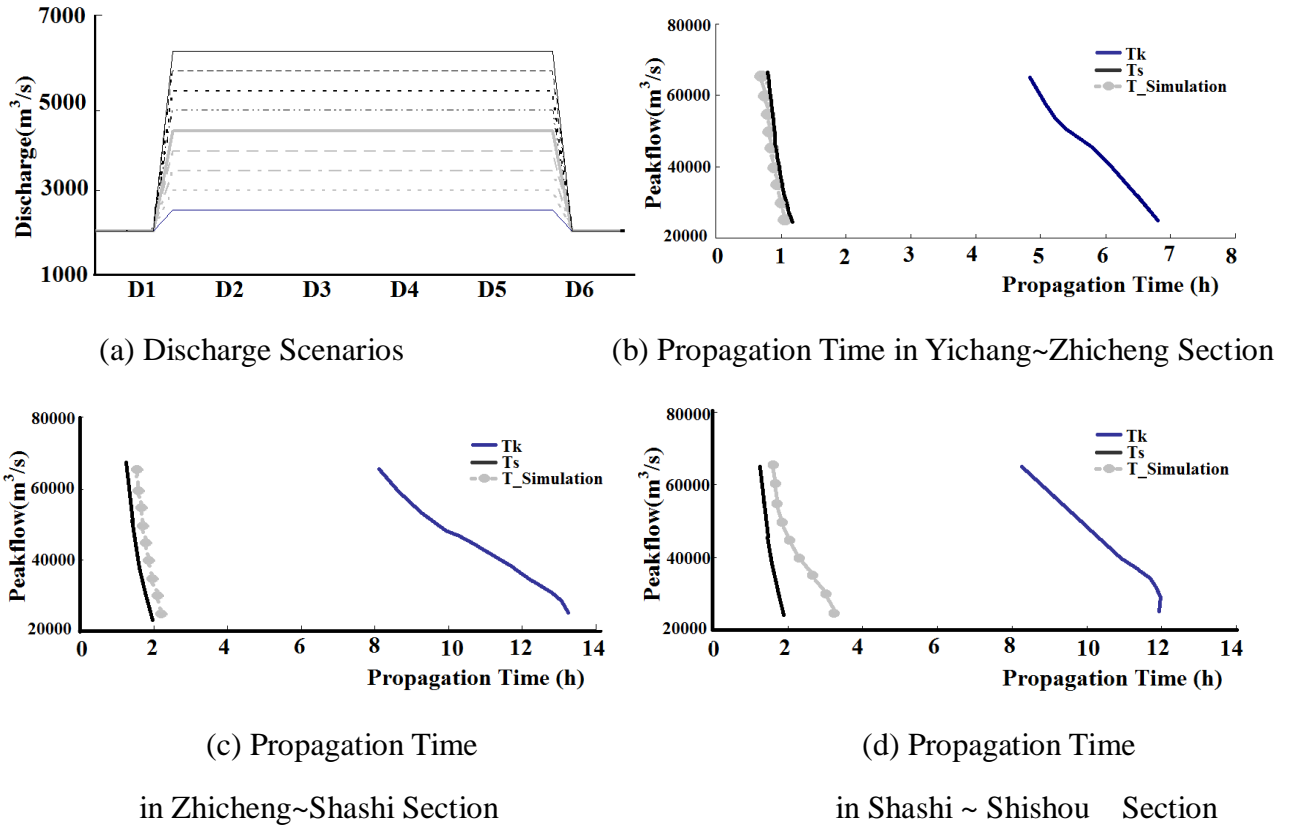 7000
5000
3000
1000
Discharge(m³/s)
D1 D2 D3 D4 D5 D6
(a) Discharge Scenarios
80000
60000
40000
20000
Peakflow(m³/s)
Tk
Ts
T_Simulation
0 1 2 3 4 5 6 7 8
Propagation Time (h)
(b) Propagation Time in Yichang~Zhicheng Section
80000
60000
40000
20000
Peakflow(m³/s)
Tk
Ts
T_Simulation
0 2 4 6 8 10 12 14
Propagation Time (h)
(c) Propagation Time
in Zhicheng~Shashi Section
80000
60000
40000
20000
Peakflow(m³/s)
Tk
Ts
T_Simulation
0 2 4 6 8 10 12 14
Propagation Time (h)
(d) Propagation Time
in Shashi ~ Shishou Section